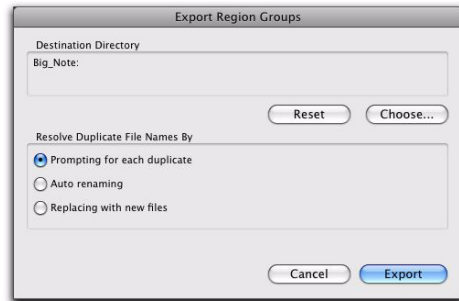 Export Region Groups
Destination Directory
Big_Note:
Reset Choose...
Resolve Duplicate File Names By
Prompting for each duplicate
Auto renaming
Replacing with new files
Cancel Export